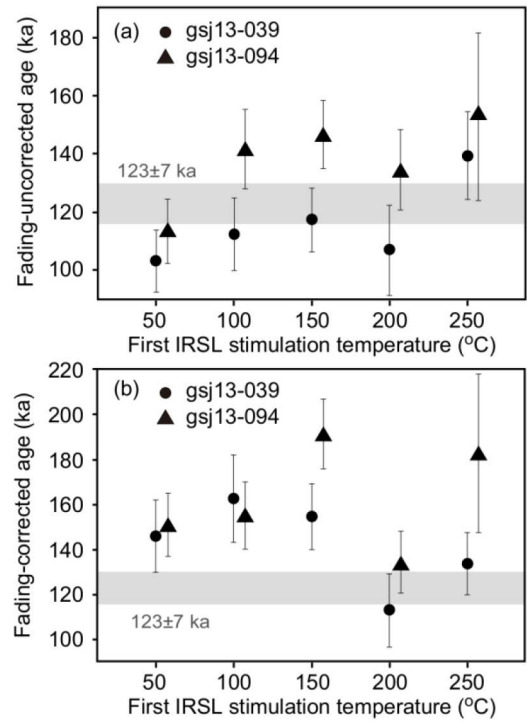 (a) ● gsj13-039
▲ gsj13-094
Fading-uncorrected age (ka)
180
160
140
120
100
123±7 ka
50 100 150 200 250
First IRSL stimulation temperature (°C)
(b) ● gsj13-039
▲ gsj13-094
Fading-corrected age (ka)
220
200
180
160
140
120
100
123±7 ka
50 100 150 200 250
First IRSL stimulation temperature (°C)